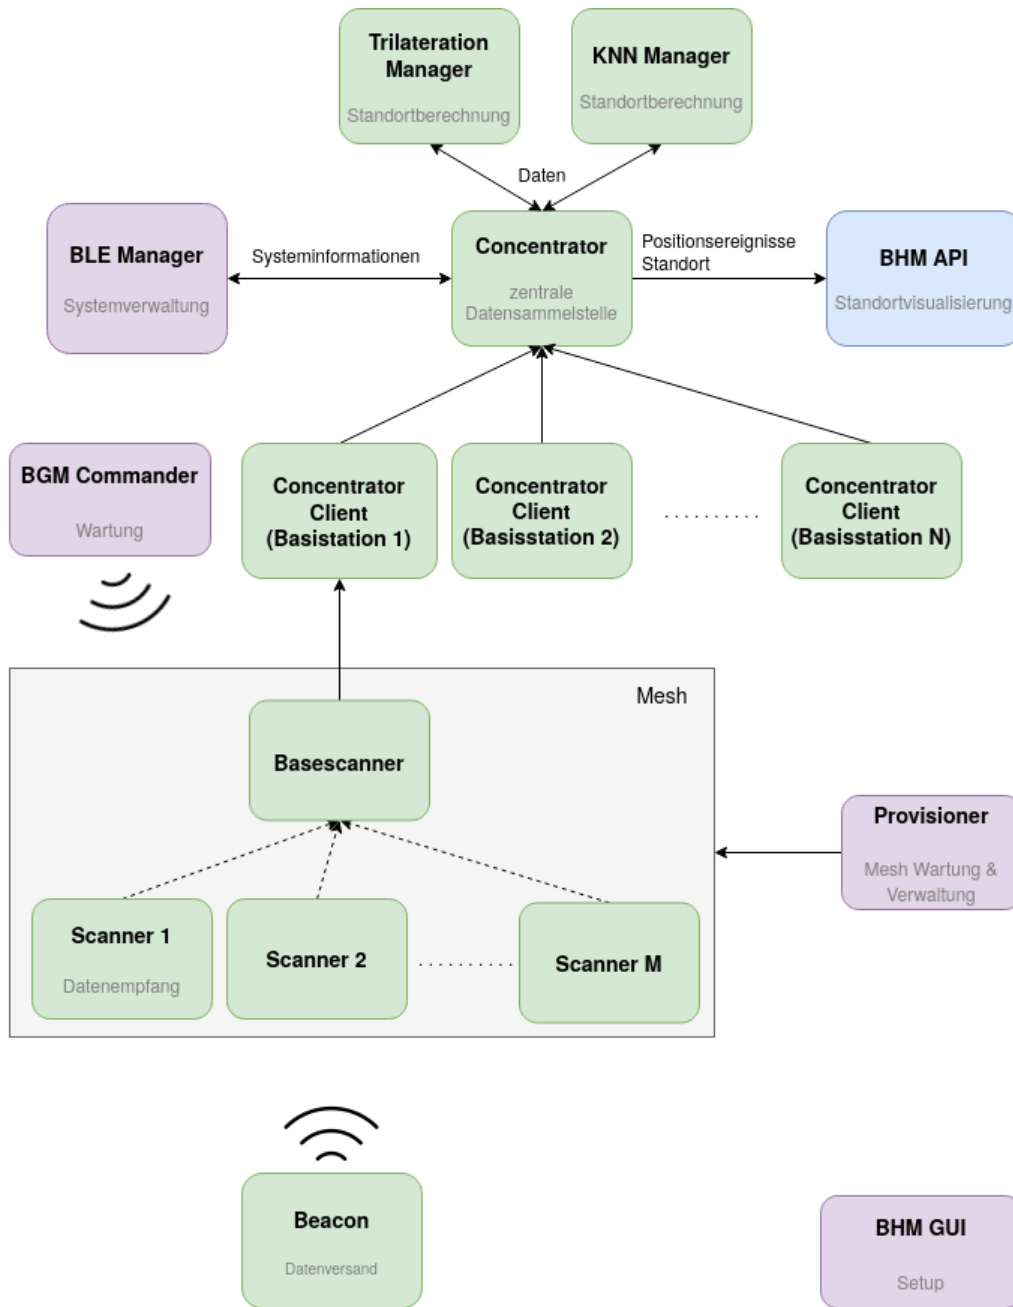 Trilateration
Manager
Standortberechnung
KNN Manager
Standortberechnung
Daten
BLE Manager
Systemverwaltung
Systeminformationen
Concentrator
zentrale
Datensammelstelle
Positionsereignisse
Standort
BHM API
Standortvisualisierung
BGM Commander
Wartung
Concentrator
Client
(Basistation 1)
Concentrator
Client
(Basisstation 2)
..........
Concentrator
Client
(Basisstation N)
Mesh
Basescanner
Provisioner
Mesh Wartung &
Verwaltung
Scanner 1
Datenempfang
Scanner 2
..........
Scanner M
Beacon
Datenversand
BHM GUI
Setup